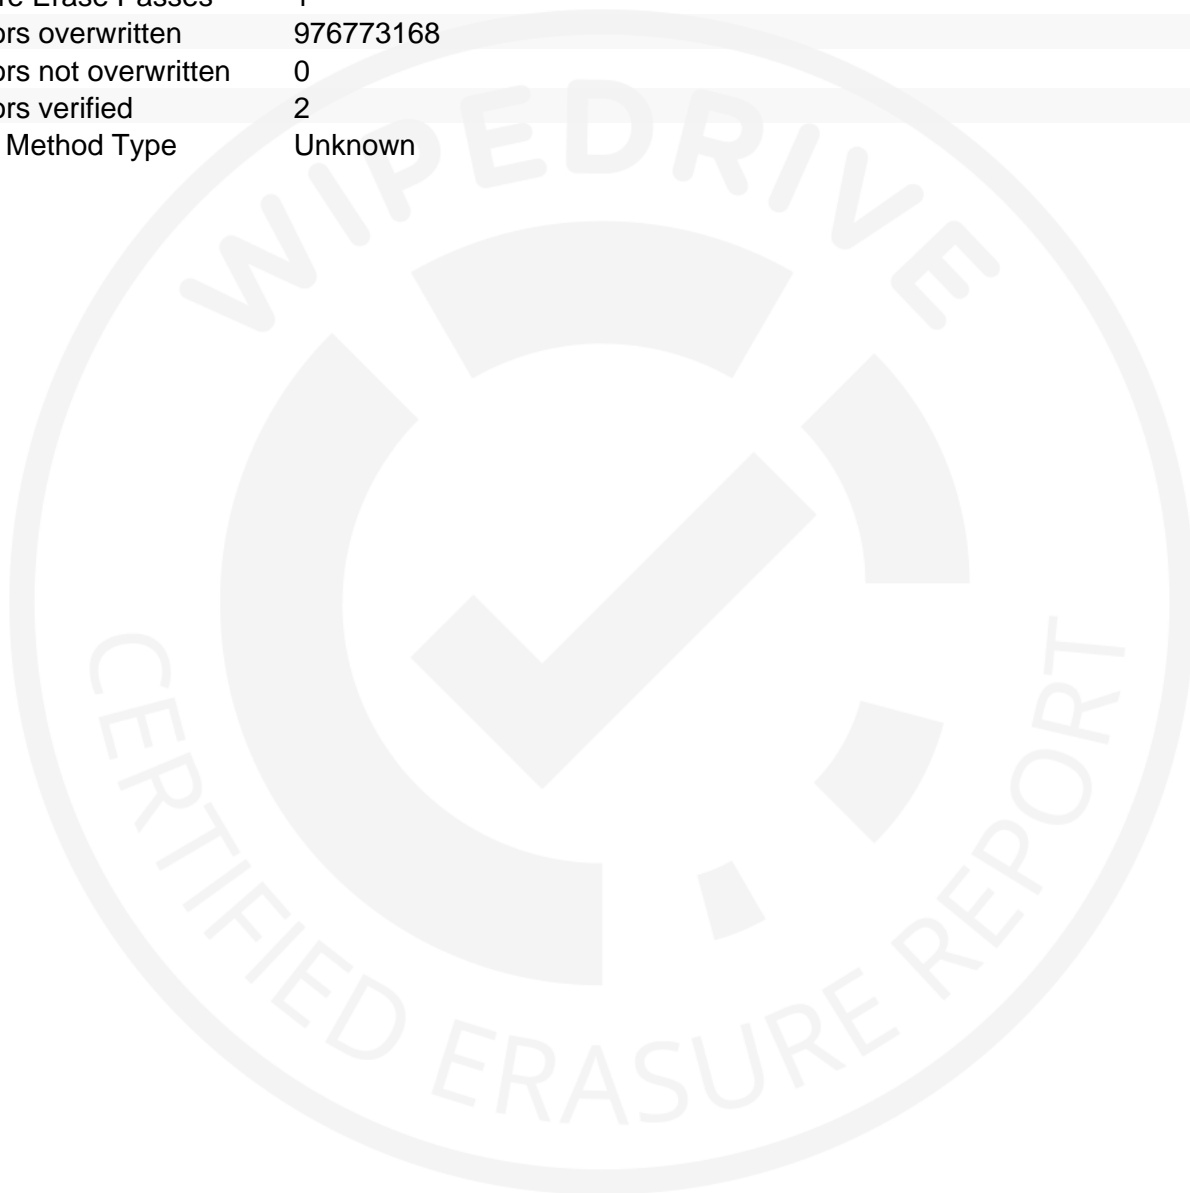 Erase Passes
ors overwritten 976773168
ors not overwritten 0
ors verified 2
Method Type Unknown
WIPEDRIVE
CERTIFIED ERASURE REPORT